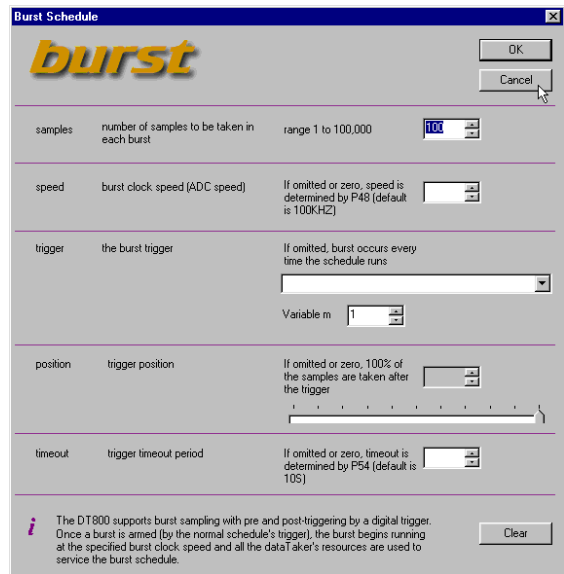 Burst Schedule
burst
OK
Cancel
samples
number of samples to be taken in
each burst
range 1 to 100,000
100
speed
burst clock speed (ADC speed)
If omitted or zero, speed is
determined by P48 (default
is 100KHZ)
trigger
the burst trigger
If omitted, burst occurs every
time the schedule runs
Variable m
1
position
trigger position
If omitted or zero, 100% of
the samples are taken after
the trigger
timeout
trigger timeout period
If omitted or zero, timeout is
determined by P54 (default is
10S)
i
The DT800 supports burst sampling with pre and post-triggering by a digital trigger.
Once a burst is armed (by the normal schedule's trigger), the burst begins running
at the specified burst clock speed and all the dataTaker's resources are used to
service the burst schedule.
Clear